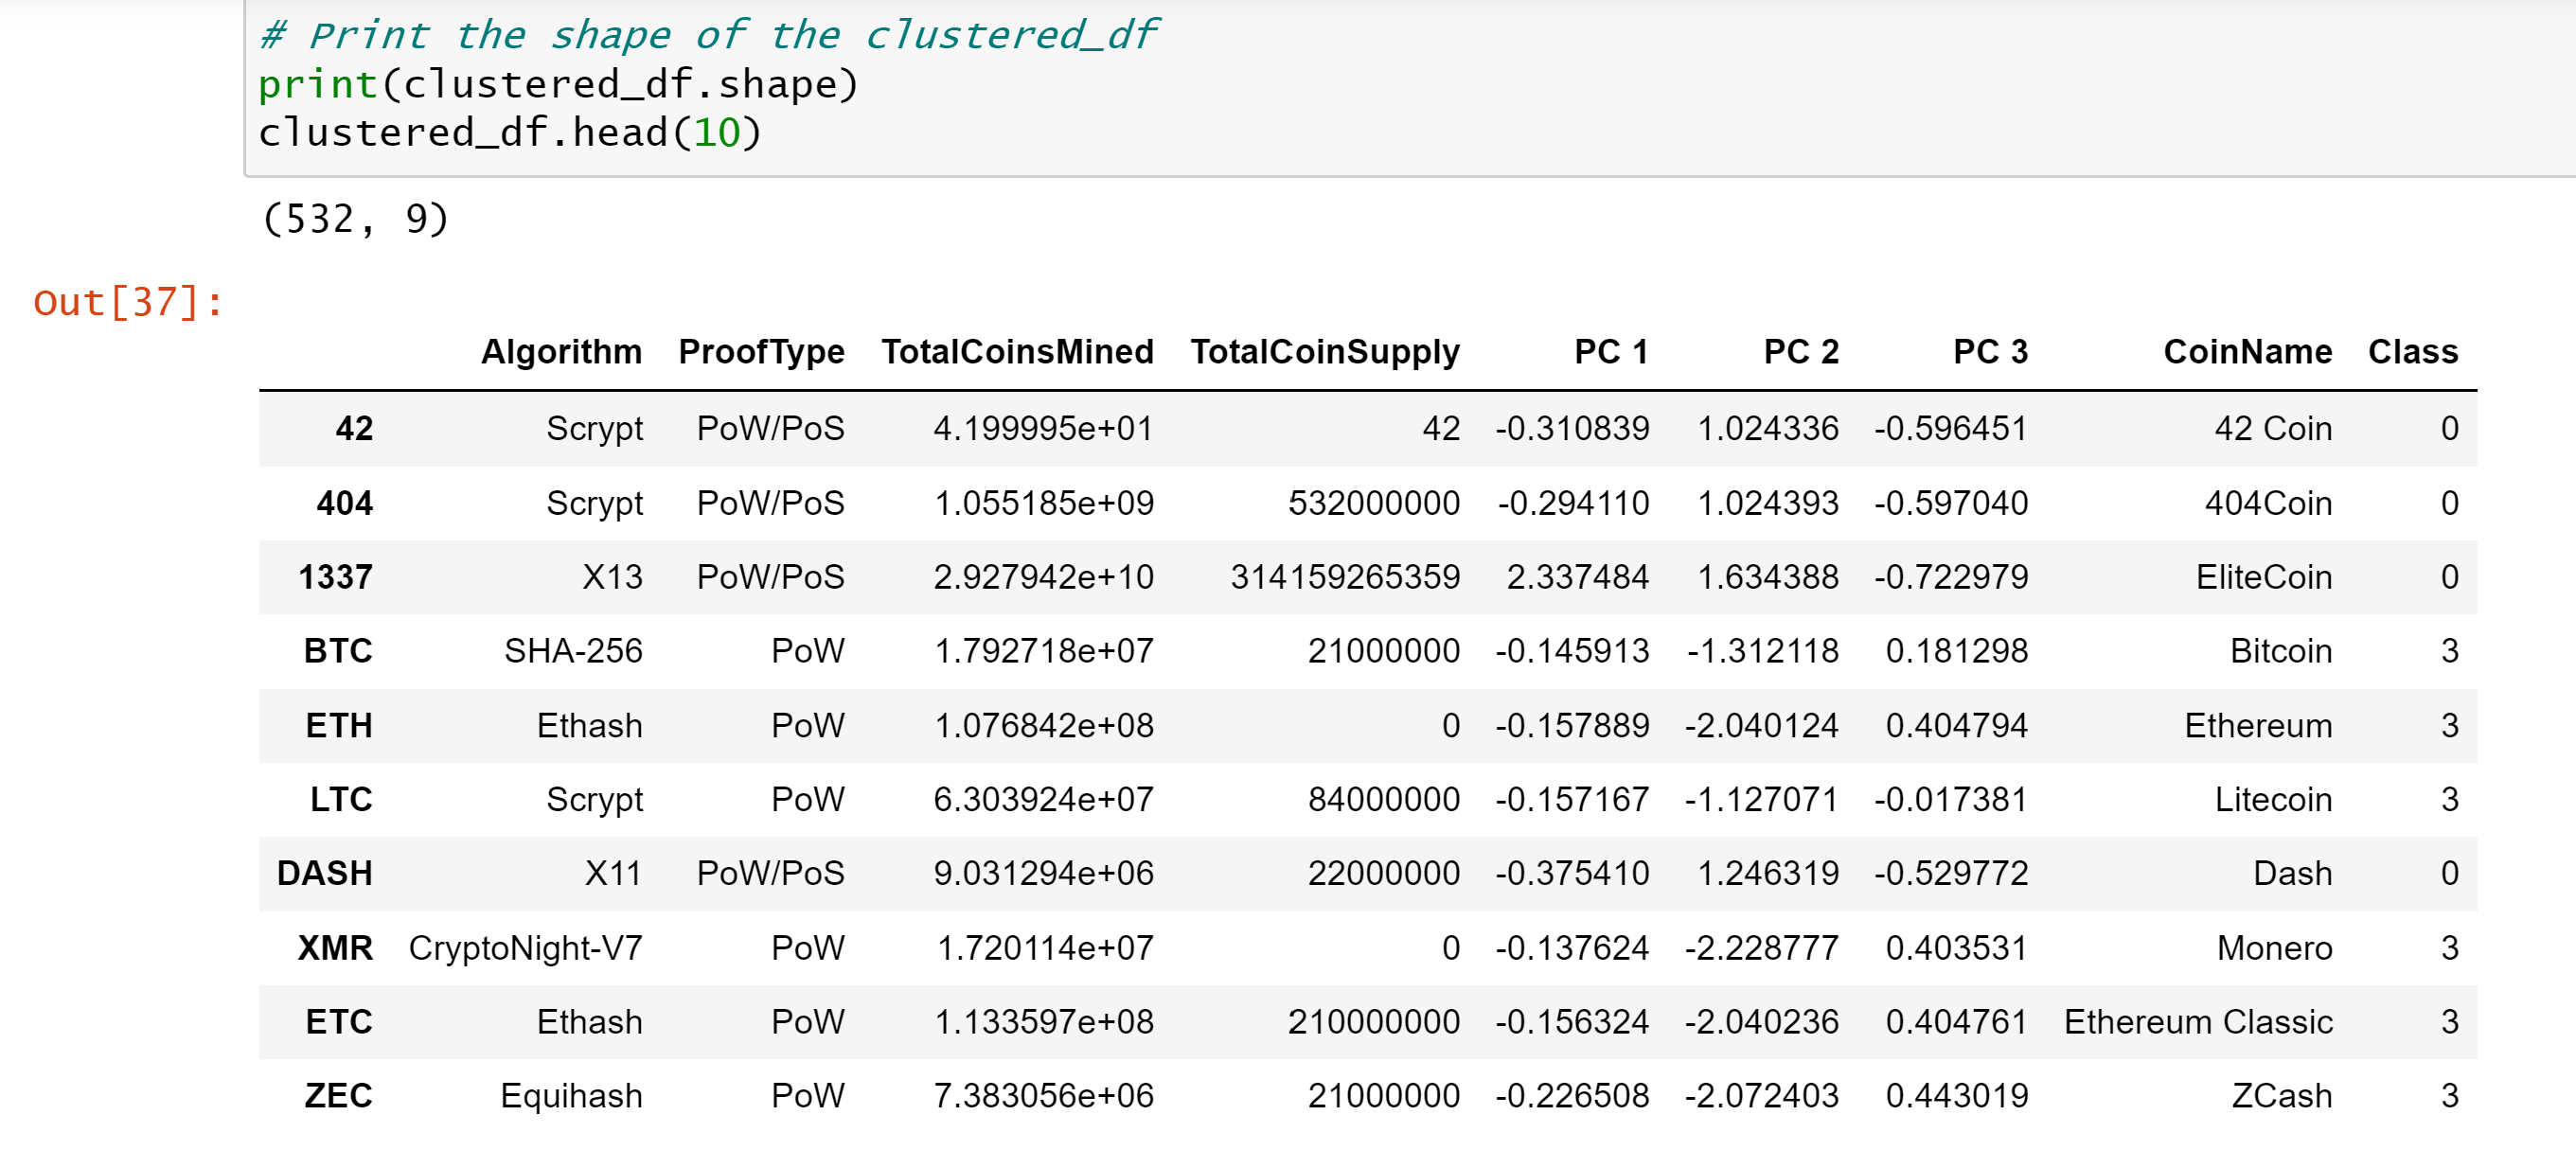 # Print the shape of the clustered_df
print(clustered_df.shape)
clustered_df.head(10)
(532, 9)
Out[37]:
Algorithm ProofType TotalCoinsMined TotalCoinSupply PC 1 PC 2 PC 3 CoinName Class
42 Scrypt PoW/PoS 4.199995e+01 42 -0.310839 1.024336 -0.596451 42 Coin 0
404 Scrypt PoW/PoS 1.055185e+09 532000000 -0.294110 1.024393 -0.597040 404Coin 0
1337 X13 PoW/PoS 2.927942e+10 314159265359 2.337484 1.634388 -0.722979 EliteCoin 0
BTC SHA-256 PoW 1.792718e+07 21000000 -0.145913 -1.312118 0.181298 Bitcoin 3
ETH Ethash PoW 1.076842e+08 0 -0.157889 -2.040124 0.404794 Ethereum 3
LTC Scrypt PoW 6.303924e+07 84000000 -0.157167 -1.127071 -0.017381 Litecoin 3
DASH X11 PoW/PoS 9.031294e+06 22000000 -0.375410 1.246319 -0.529772 Dash 0
XMR CryptoNight-V7 PoW 1.720114e+07 0 -0.137624 -2.228777 0.403531 Monero 3
ETC Ethash PoW 1.133597e+08 210000000 -0.156324 -2.040236 0.404761 Ethereum Classic 3
ZEC Equihash PoW 7.383056e+06 21000000 -0.226508 -2.072403 0.443019 ZCash 3